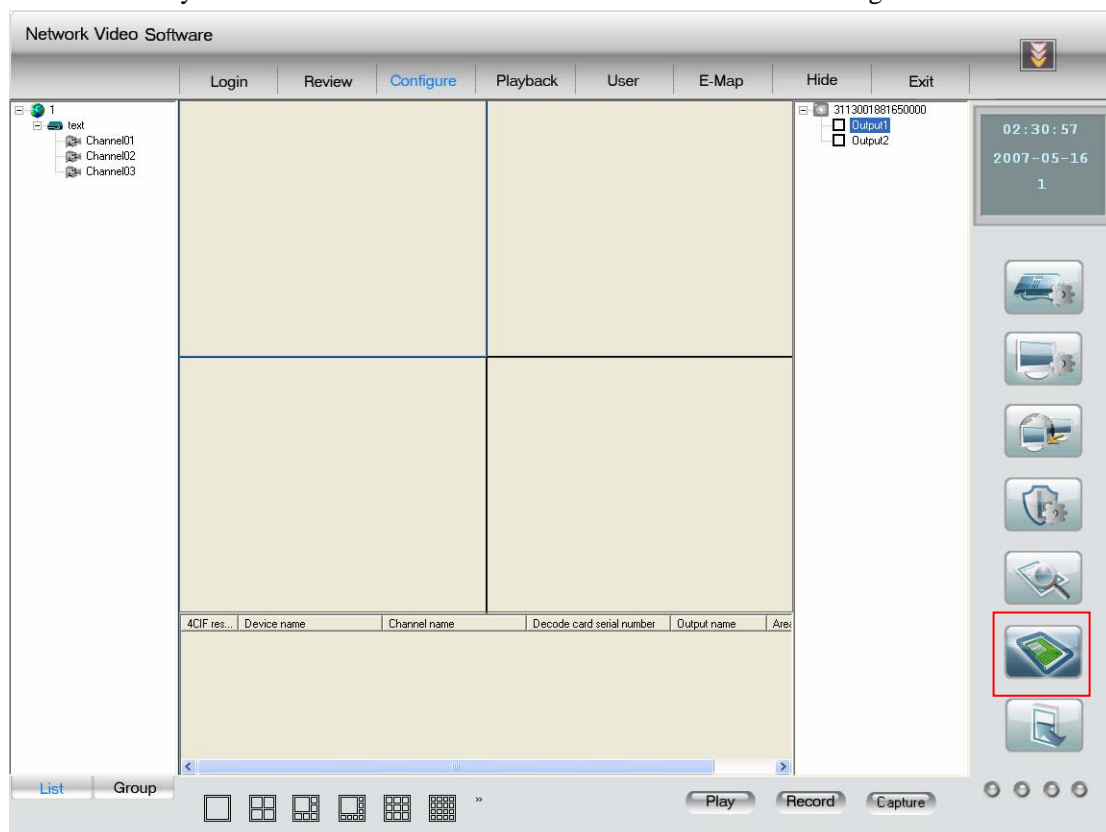 Network Video Software
Login Review Configure Playback User E-Map Hide Exit
1
text
Channel01
Channel02
Channel03
3113001881650000
Output1
Output2
02:30:57
2007-05-16
1
4CIF res... Device name Channel name Decode card serial number Output name Area
List Group
» Play Record Capture